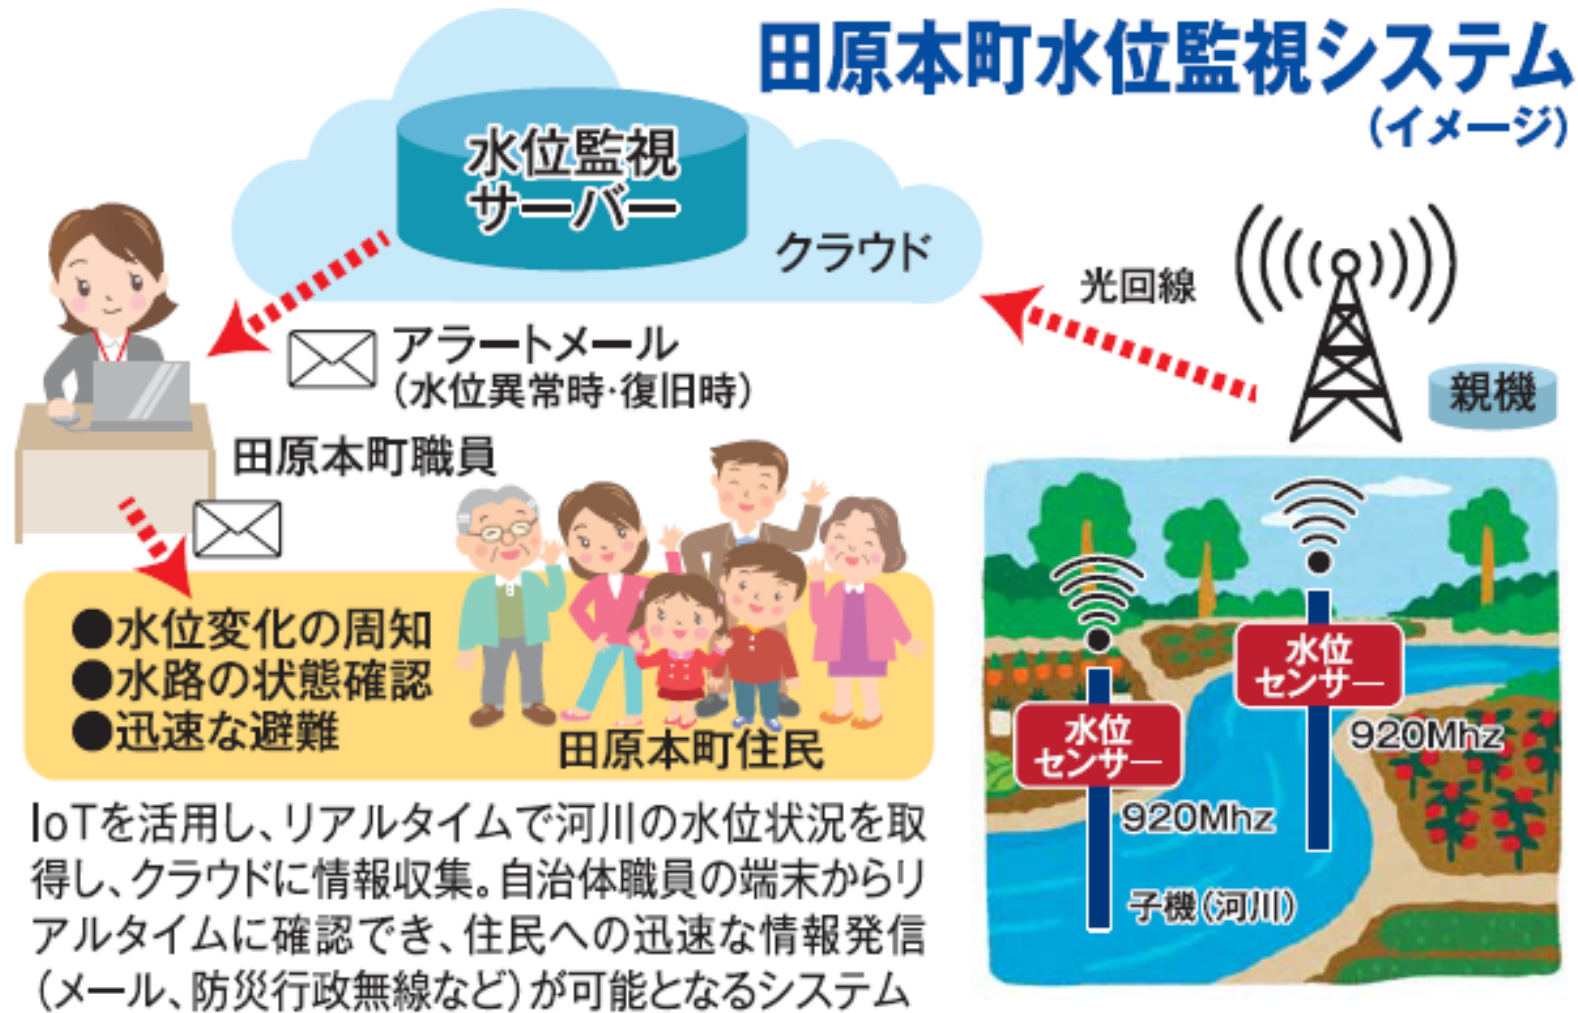 田原本町水位監視システム
(イメージ)
水位監視
サーバー
クラウド
光回線
親機
アラートメール
(水位異常時・復旧時)
田原本町職員
●水位変化の周知
●水路の状態確認
●迅速な避難
田原本町住民
水位
センサー
920Mhz
水位
センサー
920Mhz
子機(河川)
IoTを活用し、リアルタイムで河川の水位状況を取
得し、クラウドに情報収集。自治体職員の端末からリ
アルタイムに確認でき、住民への迅速な情報発信
(メール、防災行政無線など)が可能となるシステム